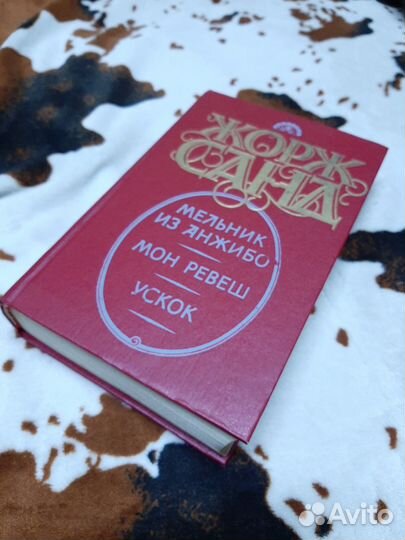 ЖОРЖ
САНД
МЕЛЬНИК
ИЗ АНЖИБО
МОН РЕВЕШ
УСКОК
Avito